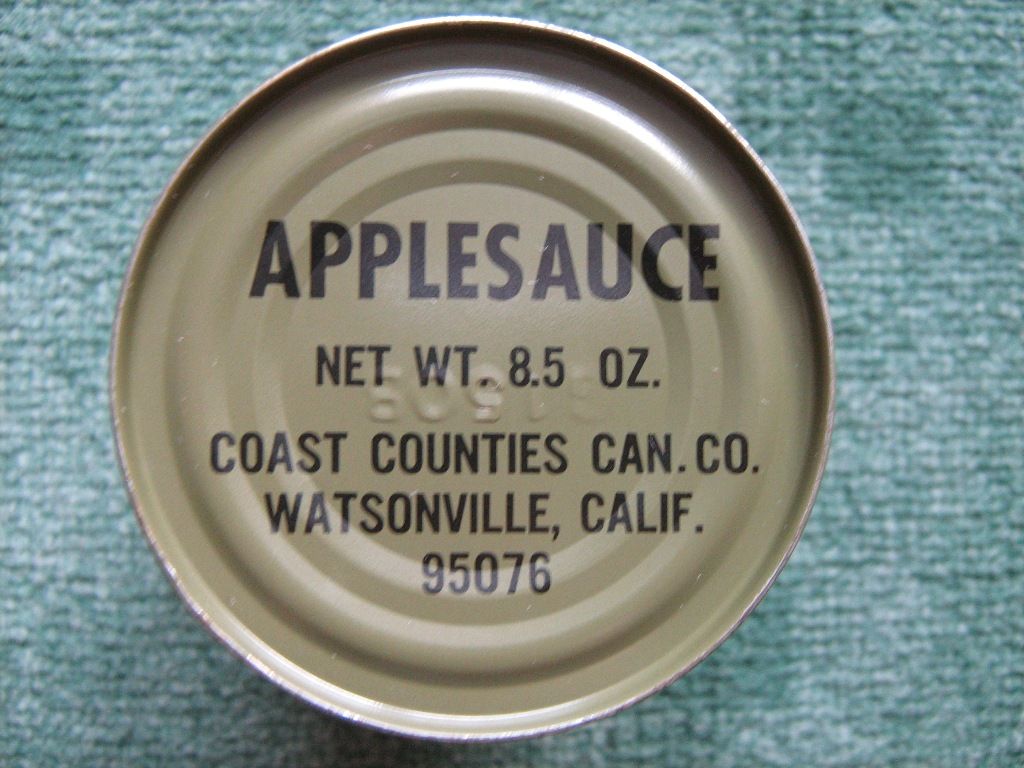 APPLESAUCE
NET WT. 8.5 OZ.
COAST COUNTIES CAN. CO.
WATSONVILLE, CALIF.
95076